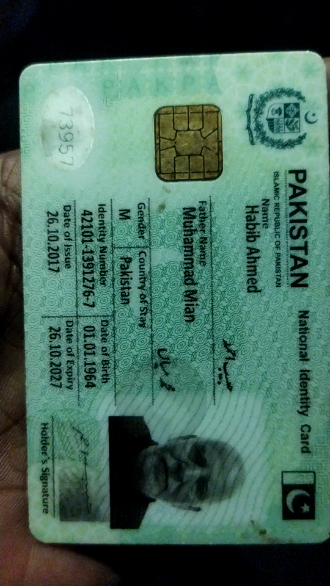 PAKISTAN National Identity Card
ISLAMIC REPUBLIC OF PAKISTAN
Name
Habib Ahmed
Father Name
Muhammad Mian
Gender Country of Stay
M Pakistan
Identity Number Date of Birth
42101-1391276-7 01.01.1964
Date of Issue Date of Expiry
26.10.2017 26.10.2027
Holder's Signature
73957